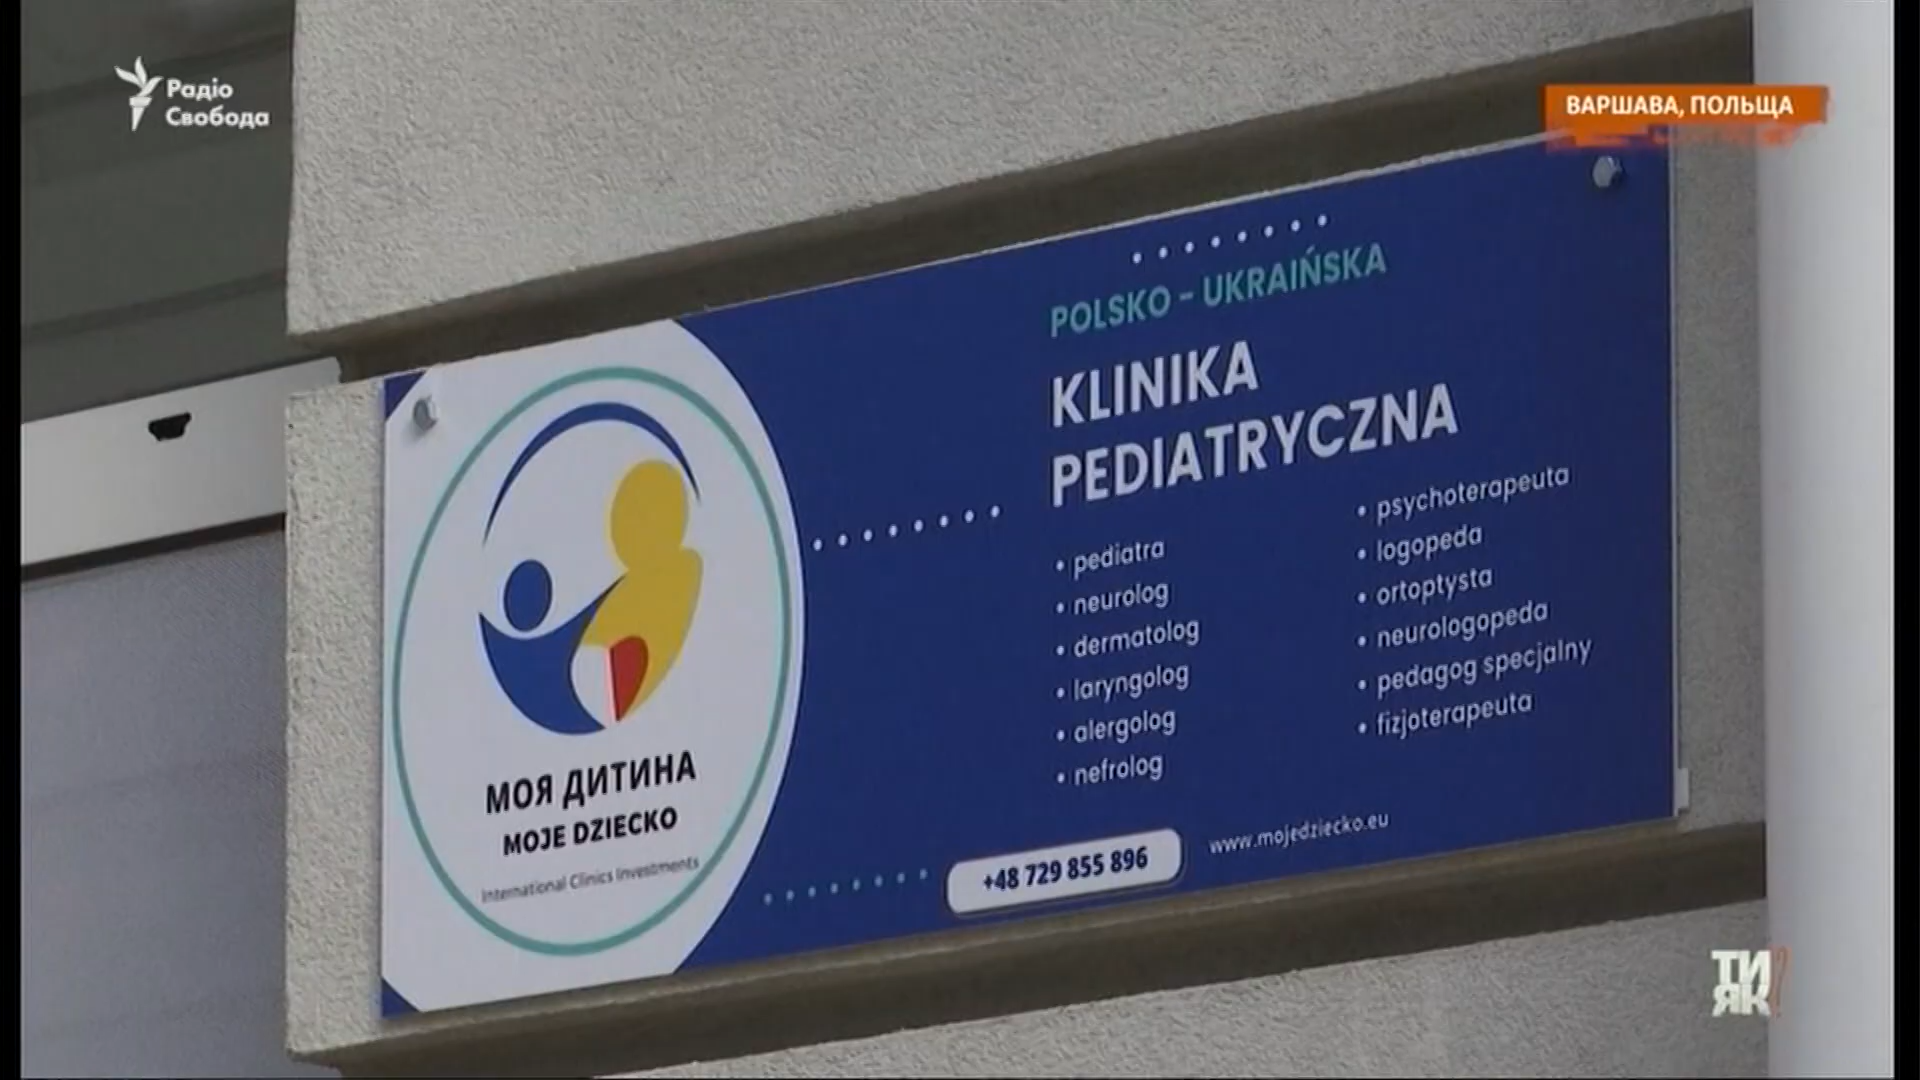 Радіо
Свобода
ВАРШАВА, ПОЛЬЩА
POLSKO - UKRAIŃSKA
KLINIKA
PEDIATRYCZNA
• pediatra
• neurolog
• dermatolog
• laryngolog
• alergolog
• nefrolog
• psychoterapeuta
• logopeda
• ortoptysta
• neurologopeda
• pedagog specjalny
• fizjoterapeuta
МОЯ ДИТИНА
MOJE DZIECKO
International Clinics Investments
+48 729 855 896
www.mojedziecko.eu
ТИ
ЯК?